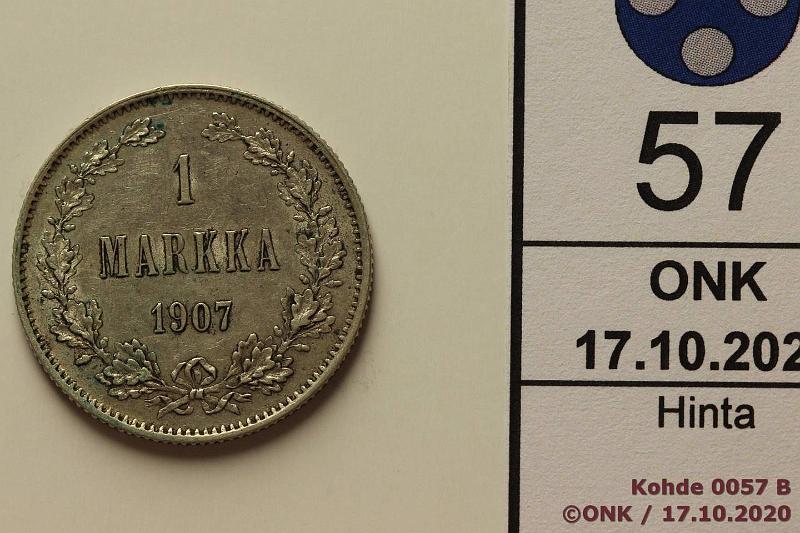 1
MARKKA
1907
57
ONK
17.10.202
Hinta
Kohde 0057 B
©ONK / 17.10.2020